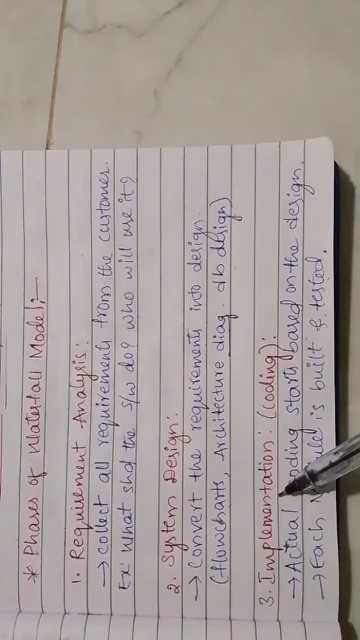 * Phases of Waterfall Model:-
1. Requirement Analysis:
→ Collect all requirements from the customer.
Ex: What shd the s/w do? who will use it?
2. System Design:
→ Convert the requirements into design.
(flowcharts, Architecture diag. db design)
3. Implementation: (Coding):
→ Actual coding starts based on the design.
→ Each is built & tested.